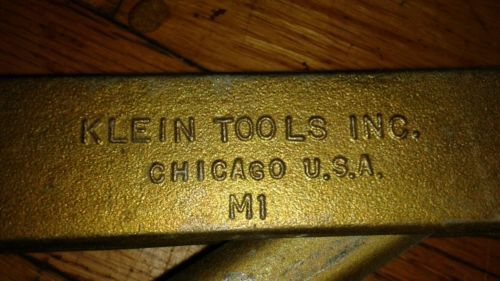 KLEIN TOOLS INC.
CHICAGO U.S.A.
M1